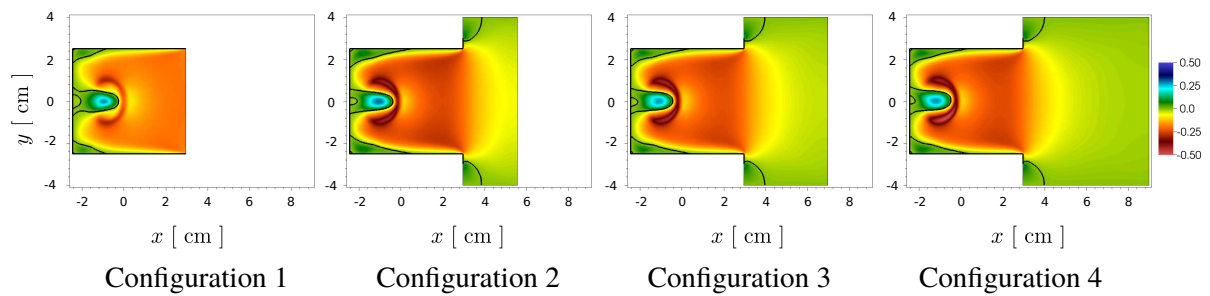 4
2
0
-2
-4
y [ cm ]
-2 0 2 4 6 8
x [ cm ]
Configuration 1
4
2
0
-2
-4
-2 0 2 4 6 8
x [ cm ]
Configuration 2
4
2
0
-2
-4
-2 0 2 4 6 8
x [ cm ]
Configuration 3
4
2
0
-2
-4
-2 0 2 4 6 8
x [ cm ]
Configuration 4
0.50
0.25
0.0
-0.25
-0.50